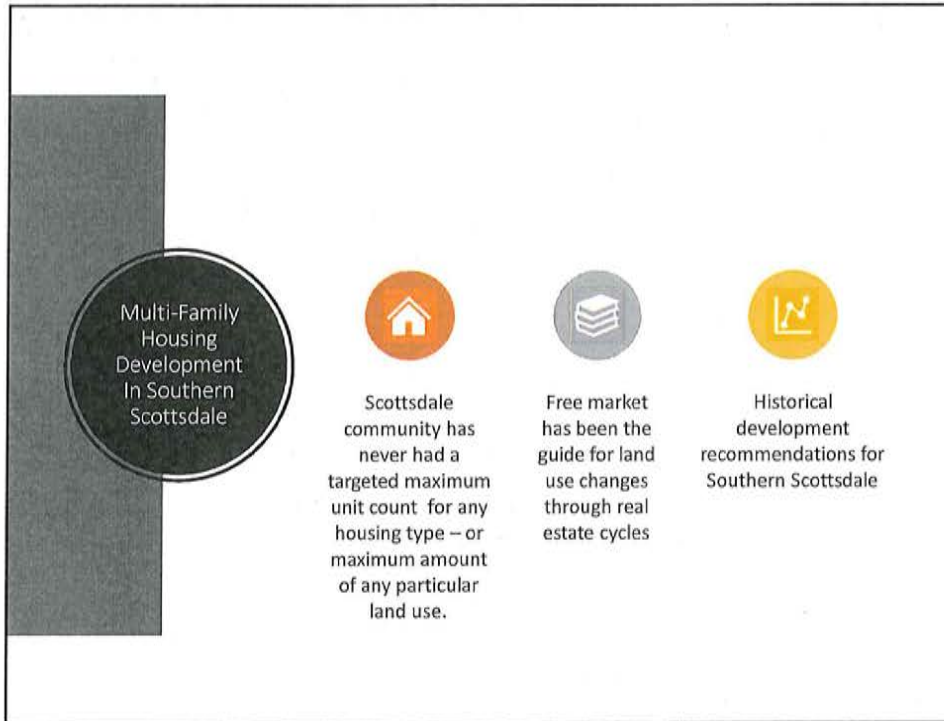 Multi-Family
Housing
Development
In Southern
Scottsdale
Scottsdale
community has
never had a
targeted maximum
unit count for any
housing type – or
maximum amount
of any particular
land use.
Free market
has been the
guide for land
use changes
through real
estate cycles
Historical
development
recommendations for
Southern Scottsdale